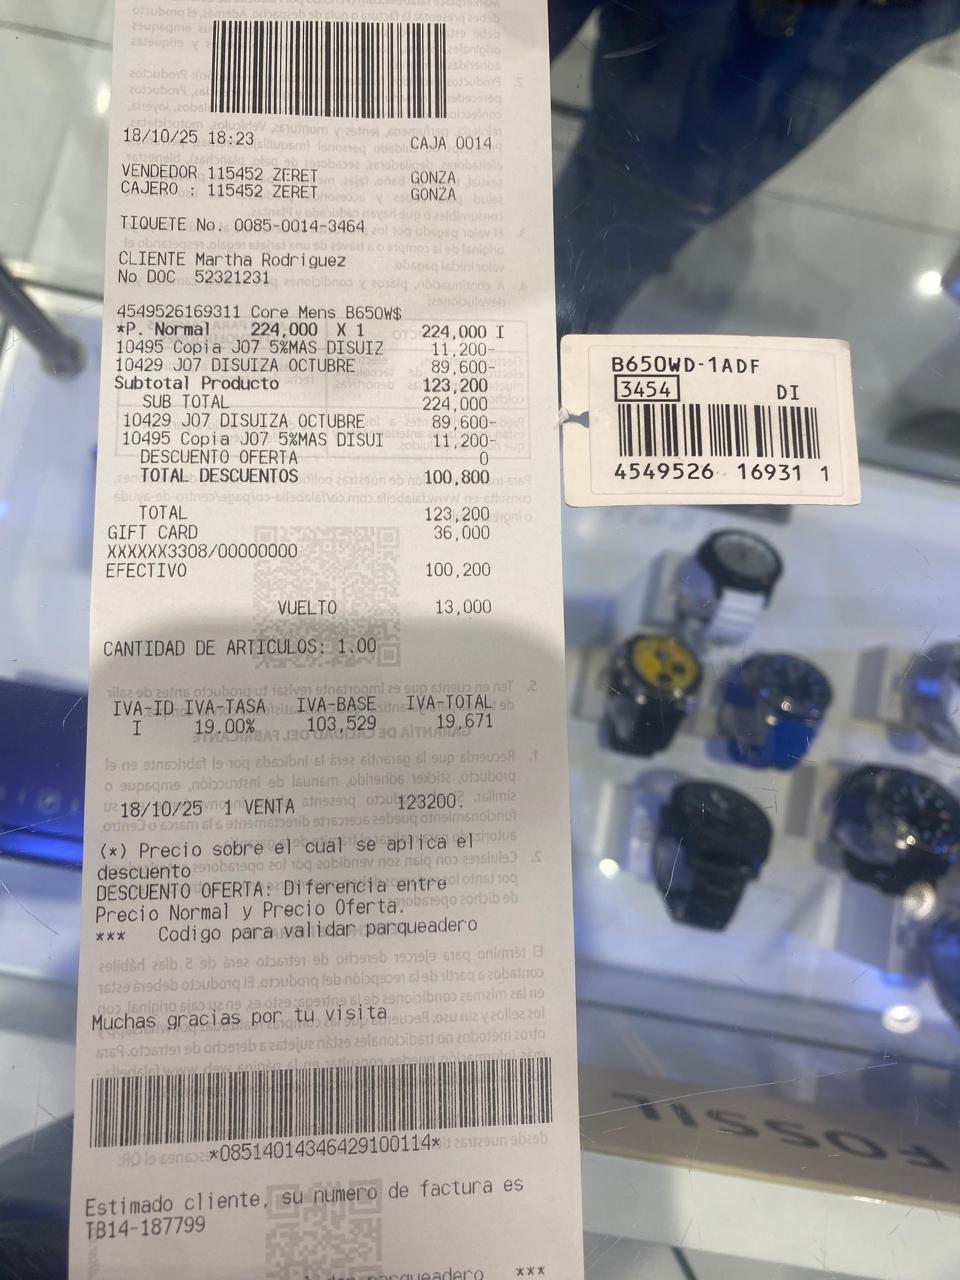 18/10/25 18:23 CAJA 0014
VENDEDOR 115452 ZERET GONZA
CAJERO : 115452 ZERET GONZA
TIQUETE No. 0085-0014-3464
CLIENTE Martha Rodriguez
No DOC 52321231
4549526169311 Core Mens B650W$
*P. Normal 224,000 X 1 224,000 I
10495 Copia J07 5%MAS DISUIZ 11,200-
10429 J07 DISUIZA OCTUBRE 89,600-
Subtotal Producto 123,200
SUB TOTAL 224,000
10429 J07 DISUIZA OCTUBRE 89,600-
10495 Copia J07 5%MAS DISUI 11,200-
DESCUENTO OFERTA 0
TOTAL DESCUENTOS 100,800
TOTAL 123,200
GIFT CARD 36,000
XXXXXX3308/00000000
EFECTIVO 100,200
VUELTO 13,000
CANTIDAD DE ARTICULOS: 1.00
IVA-ID IVA-TASA IVA-BASE IVA-TOTAL
I 19.00% 103,529 19,671
18/10/25 1 VENTA 123200.
(*) Precio sobre el cual se aplica el
descuento
DESCUENTO OFERTA: Diferencia entre
Precio Normal y Precio Oferta.
*** Codigo para validar parqueadero
Muchas gracias por tu visita
*08514014346429100114*
Estimado cliente, su numero de factura es
TB14-187799
parqueadero ***
B650WD-1ADF
3454 DI
4549526 16931 1
FOSSIL